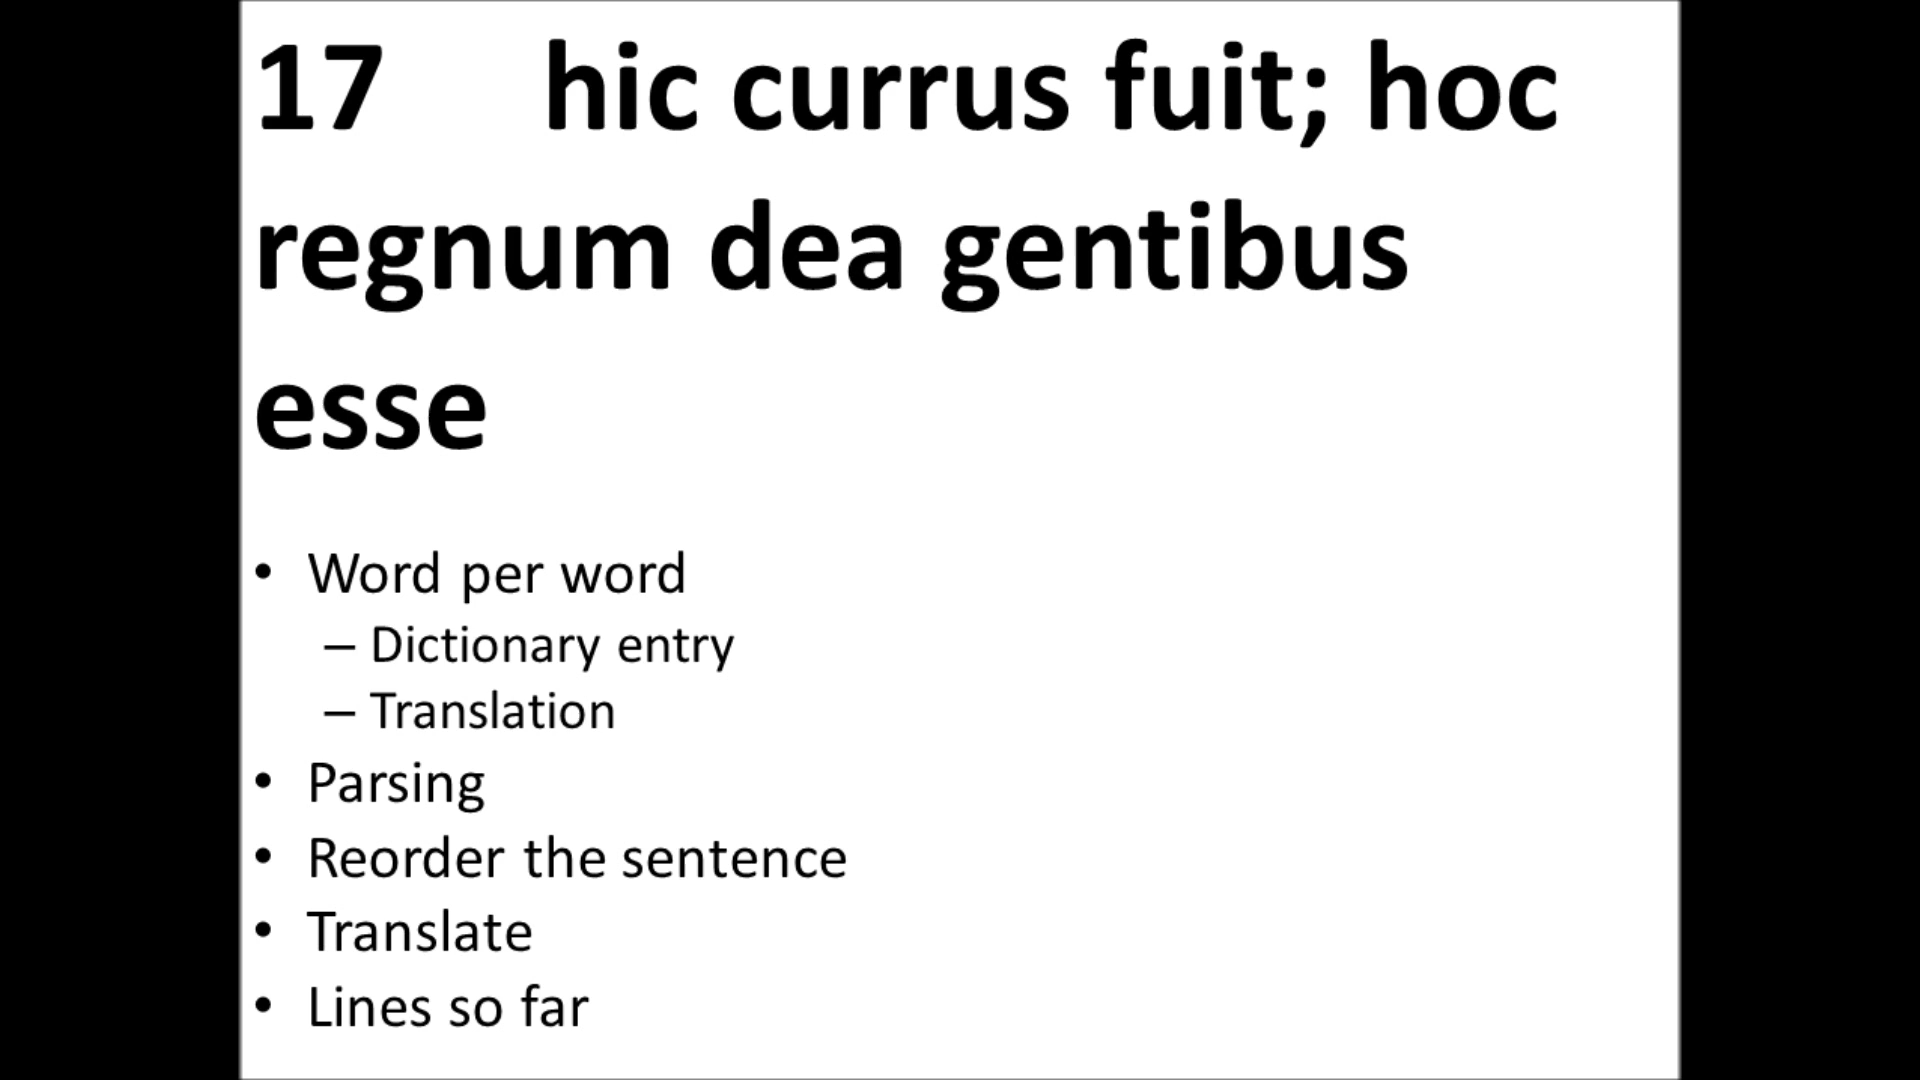 17 hic currus fuit; hoc
regnum dea gentibus
esse
• Word per word
– Dictionary entry
– Translation
• Parsing
• Reorder the sentence
• Translate
• Lines so far